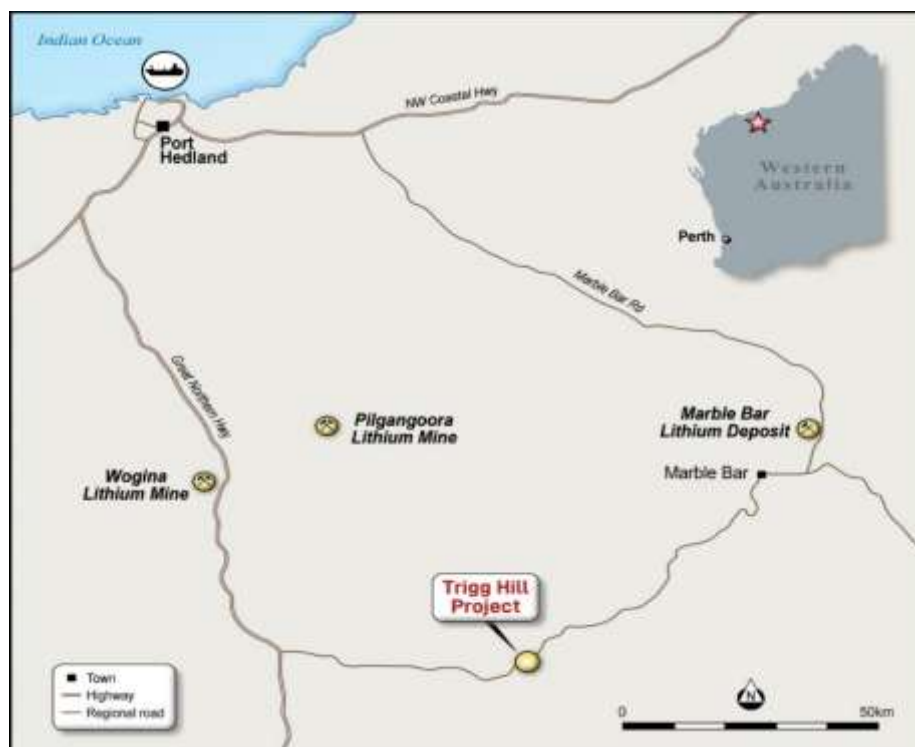 Indian Ocean
NW Coastal Hwy
Port
Hedland
Western
Australia
Perth
Marble Bar Rd
Great Northern Hwy
Pilgangoora
Lithium Mine
Marble Bar
Lithium Deposit
Marble Bar
Wogina
Lithium Mine
Trigg Hill
Project
Town
Highway
Regional road
N
0
50km